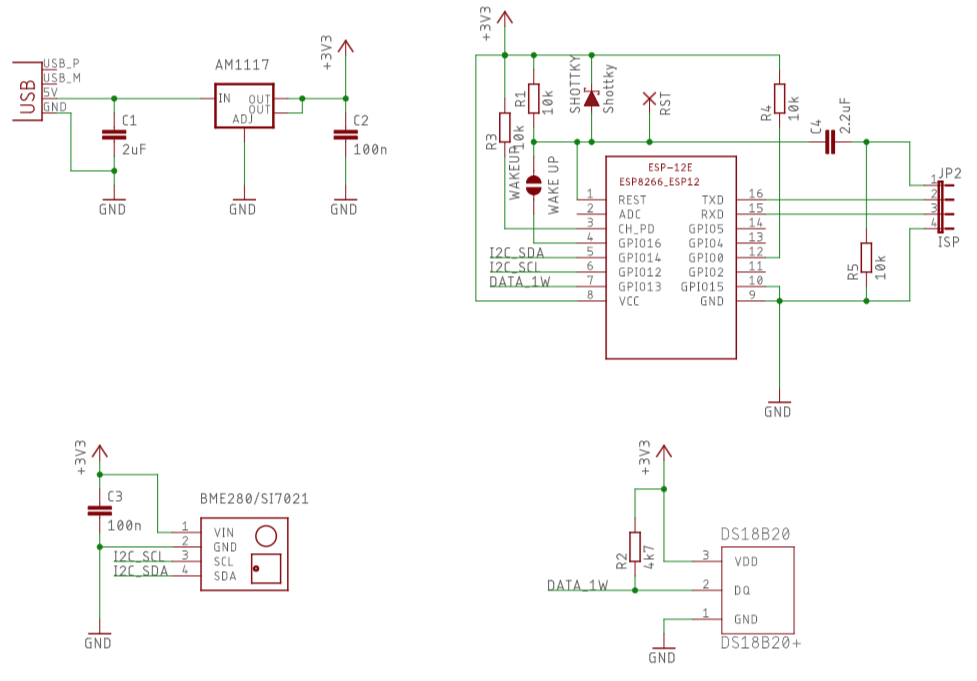 USB
USB_P
USB_M
5V
GND
C1
2uF
GND
AM1117
IN
OUT
OUT
ADJ
GND
+3V3
C2
100n
GND
+3V3
R3
10k
R1
10k
SHOTTKY
Shottky
RST
R4
10k
C4
2.2uF
WAKEUP
WAKE UP
ESP-12E
ESP8266_ESP12
1 REST TXD 16
2 ADC RXD 15
3 CH_PD GPIO5 14
4 GPIO16 GPIO4 13
I2C_SDA 5 GPIO14 GPIO0 12
I2C_SCL 6 GPIO12 GPIO2 11
DATA_1W 7 GPIO13 GPIO15 10
8 VCC GND 9
R5
10k
JP2
1
2
3
4
ISP
GND
+3V3
C3
100n
BME280/SI7021
1 VIN
2 GND
I2C_SCL 3 SCL
I2C_SDA 4 SDA
GND
+3V3
R2
4k7
DS18B20
3 VDD
DATA_1W 2 DQ
1 GND
DS18B20+
GND